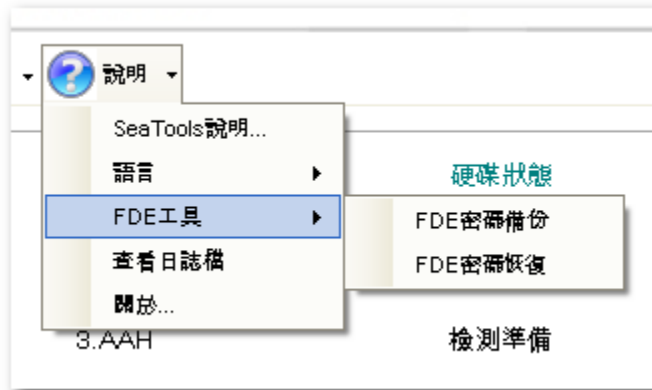 說明
SeaTools說明...
語言
硬碟狀態
FDE工具
FDE密碼備份
查看日誌檔
FDE密碼恢復
開於...
3.AAH
檢測準備